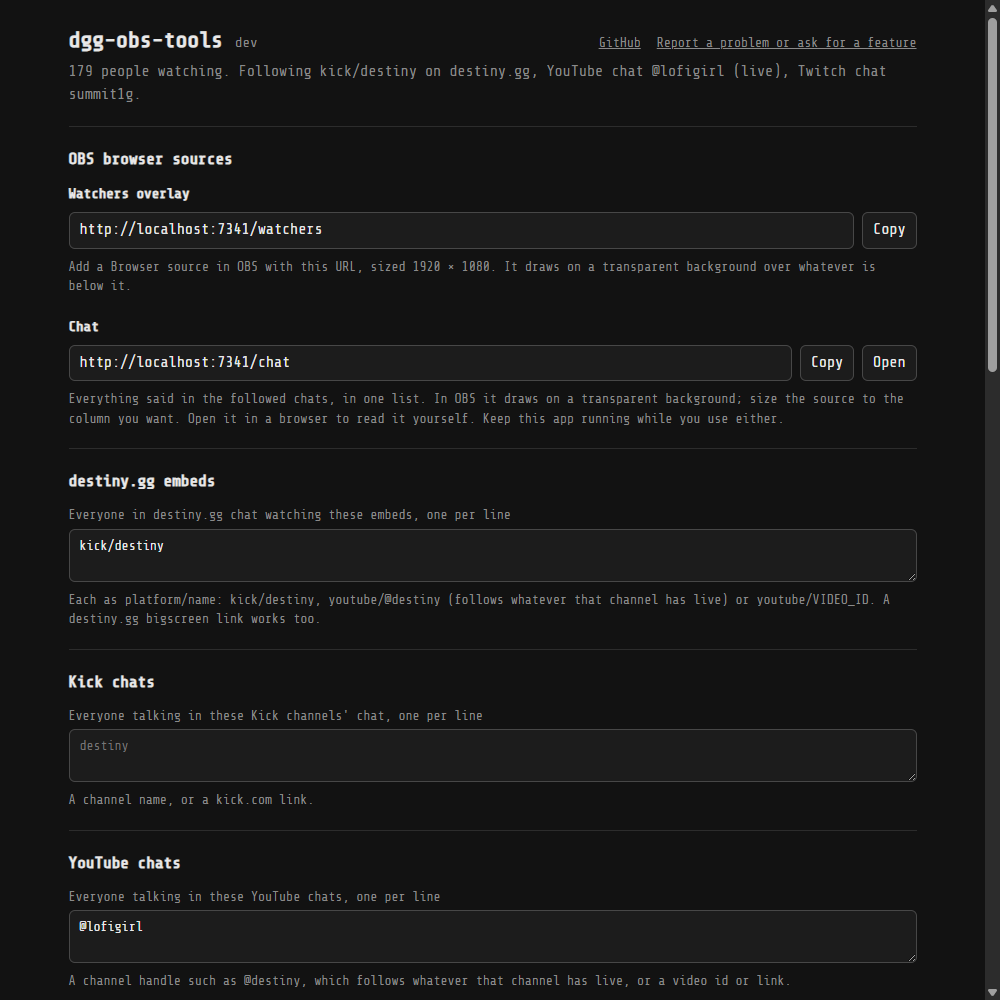 dgg-obs-tools dev
GitHub Report a problem or ask for a feature
179 people watching. Following kick/destiny on destiny.gg, YouTube chat @lofigirl (live), Twitch chat
summit1g.
OBS browser sources
Watchers overlay
http://localhost:7341/watchers
Copy
Add a Browser source in OBS with this URL, sized 1920 × 1080. It draws on a transparent background over whatever is
below it.
Chat
http://localhost:7341/chat
Copy
Open
Everything said in the followed chats, in one list. In OBS it draws on a transparent background; size the source to the
column you want. Open it in a browser to read it yourself. Keep this app running while you use either.
destiny.gg embeds
Everyone in destiny.gg chat watching these embeds, one per line
kick/destiny
Each as platform/name: kick/destiny, youtube/@destiny (follows whatever that channel has live) or youtube/VIDEO_ID. A
destiny.gg bigscreen link works too.
Kick chats
Everyone talking in these Kick channels' chat, one per line
destiny
A channel name, or a kick.com link.
YouTube chats
Everyone talking in these YouTube chats, one per line
@lofigirl
A channel handle such as @destiny, which follows whatever that channel has live, or a video id or link.